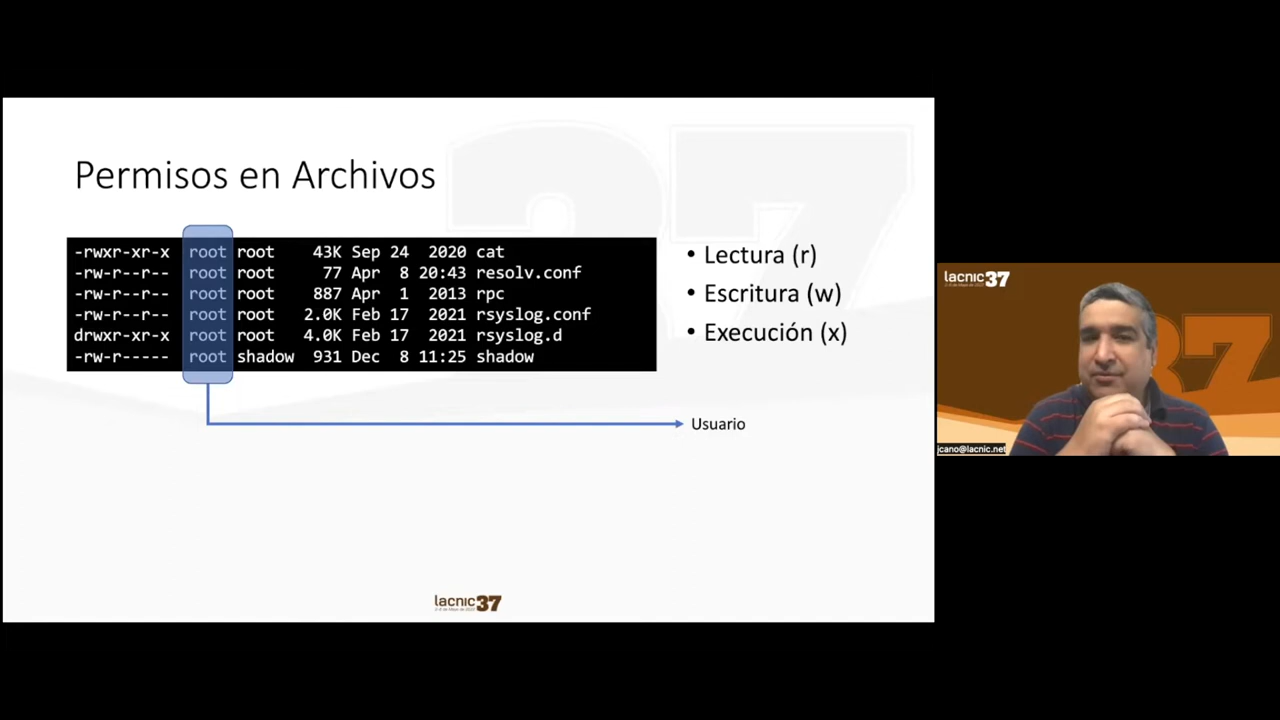 Permisos en Archivos
-rwxr-xr-x root root 43K Sep 24 2020 cat
-rw-r--r-- root root 77 Apr 8 20:43 resolv.conf
-rw-r--r-- root root 887 Apr 1 2013 rpc
-rw-r--r-- root root 2.0K Feb 17 2021 rsyslog.conf
drwxr-xr-x root root 4.0K Feb 17 2021 rsyslog.d
-rw-r----- root shadow 931 Dec 8 11:25 shadow
• Lectura (r)
• Escritura (w)
• Execución (x)
Usuario
lacnic37
lacnic37
37
jcano@lacnic.net
37